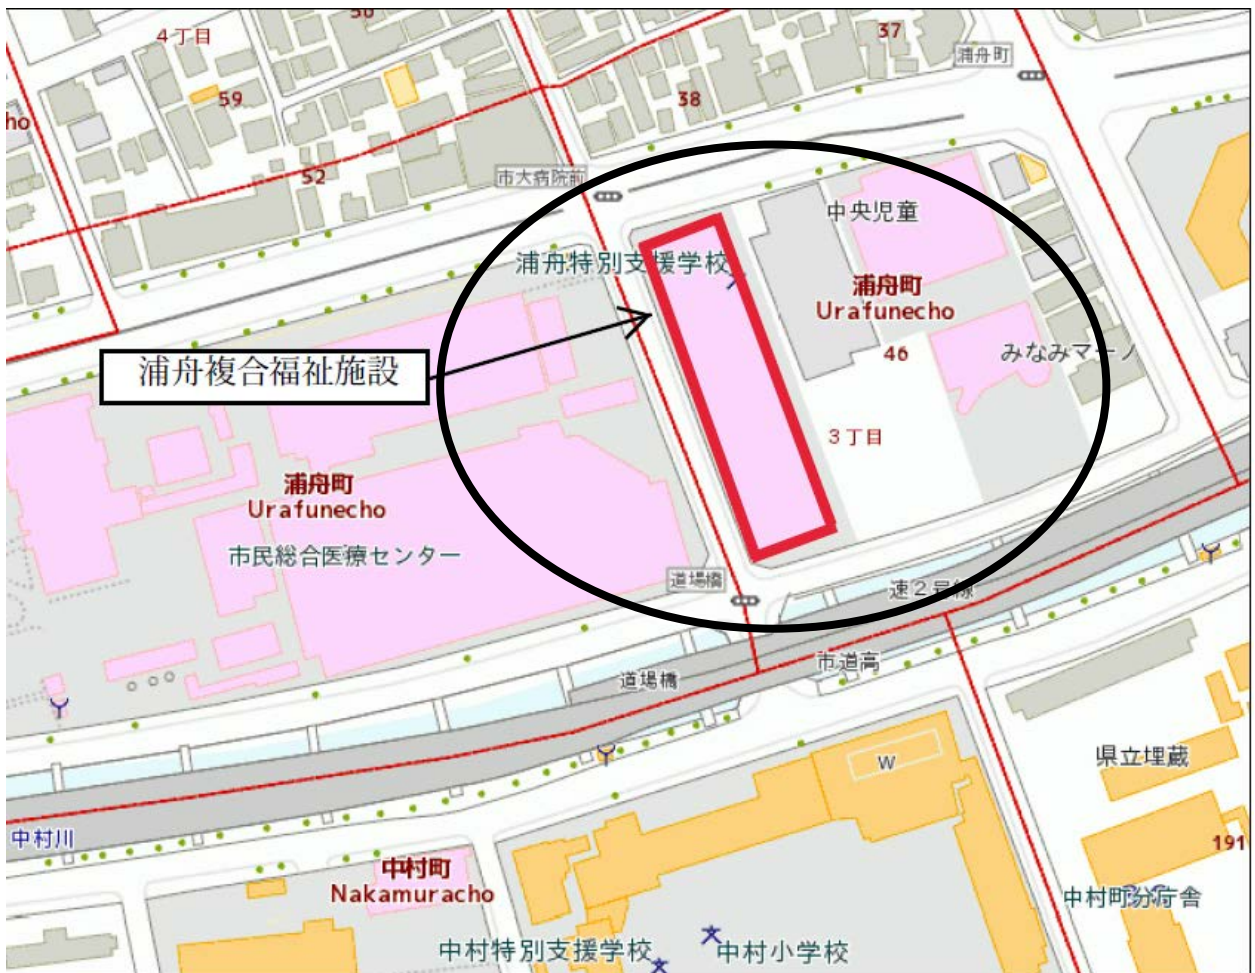 4丁目
56
37
浦舟町
59
38
ho
52
市大病院前
中央児童
浦舟特別支援学校
浦舟町
Urafunecho
46
みなみマーノ
浦舟複合福祉施設
3丁目
浦舟町
Urafunecho
市民総合医療センター
道場橋
速2号線
市道高
道場橋
W
県立埋蔵
中村川
191
中村町
Nakamuracho
中村町分庁舎
中村特別支援学校
中村小学校